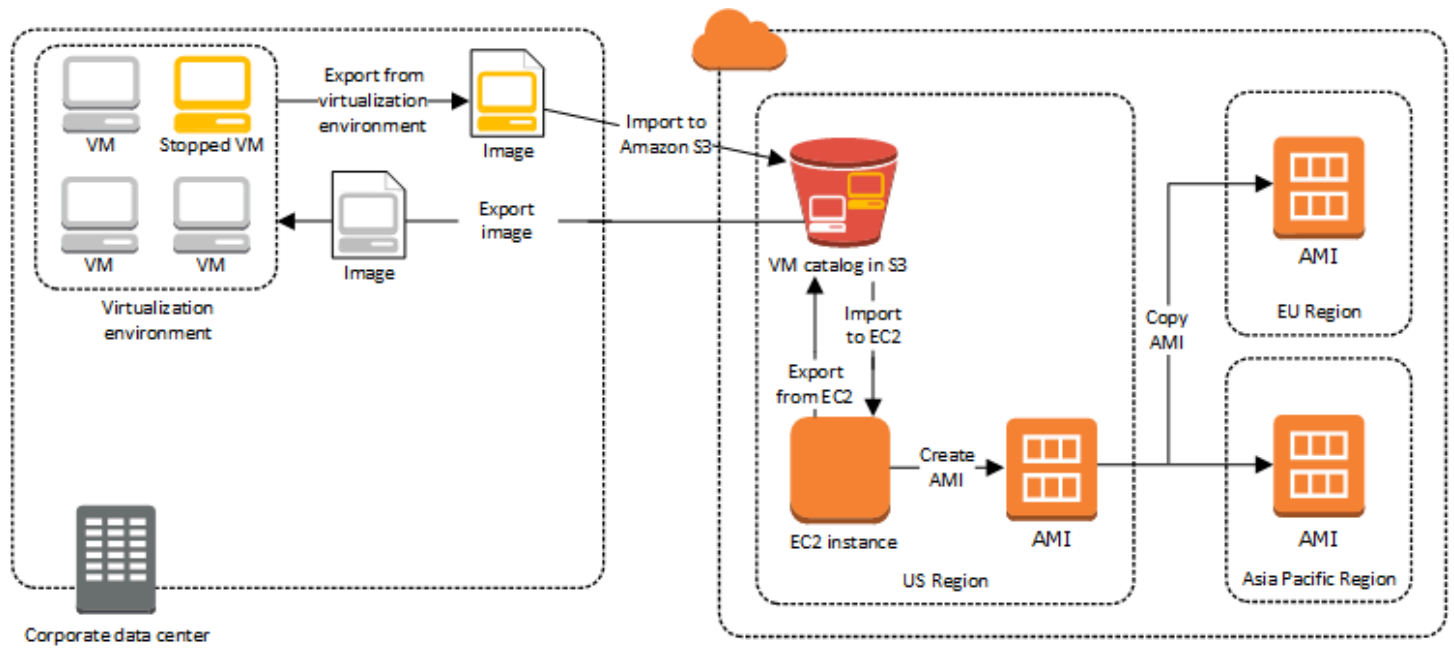 VM
Stopped VM
Export from
virtualization
environment
Image
Import to
Amazon S3
VM
VM
Image
Export
image
Virtualization
environment
Corporate data center
VM catalog in S3
Import
to EC2
Export
from EC2
EC2 instance
Create
AMI
AMI
US Region
Copy
AMI
AMI
EU Region
AMI
Asia Pacific Region